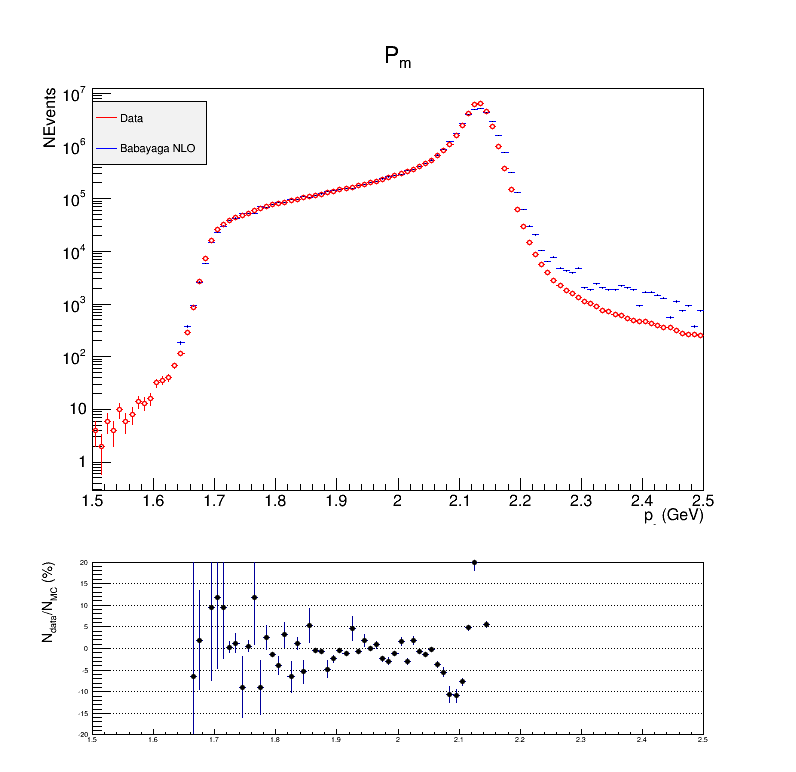 P_m
NEvents
10^7
10^6
10^5
10^4
10^3
10^2
10
1
Data
Babayaga NLO
1.5 1.6 1.7 1.8 1.9 2 2.1 2.2 2.3 2.4 2.5
p_- (GeV)
N_data/N_MC (%)
20
15
10
5
0
-5
-10
-15
-20
1.5 1.6 1.7 1.8 1.9 2 2.1 2.2 2.3 2.4 2.5